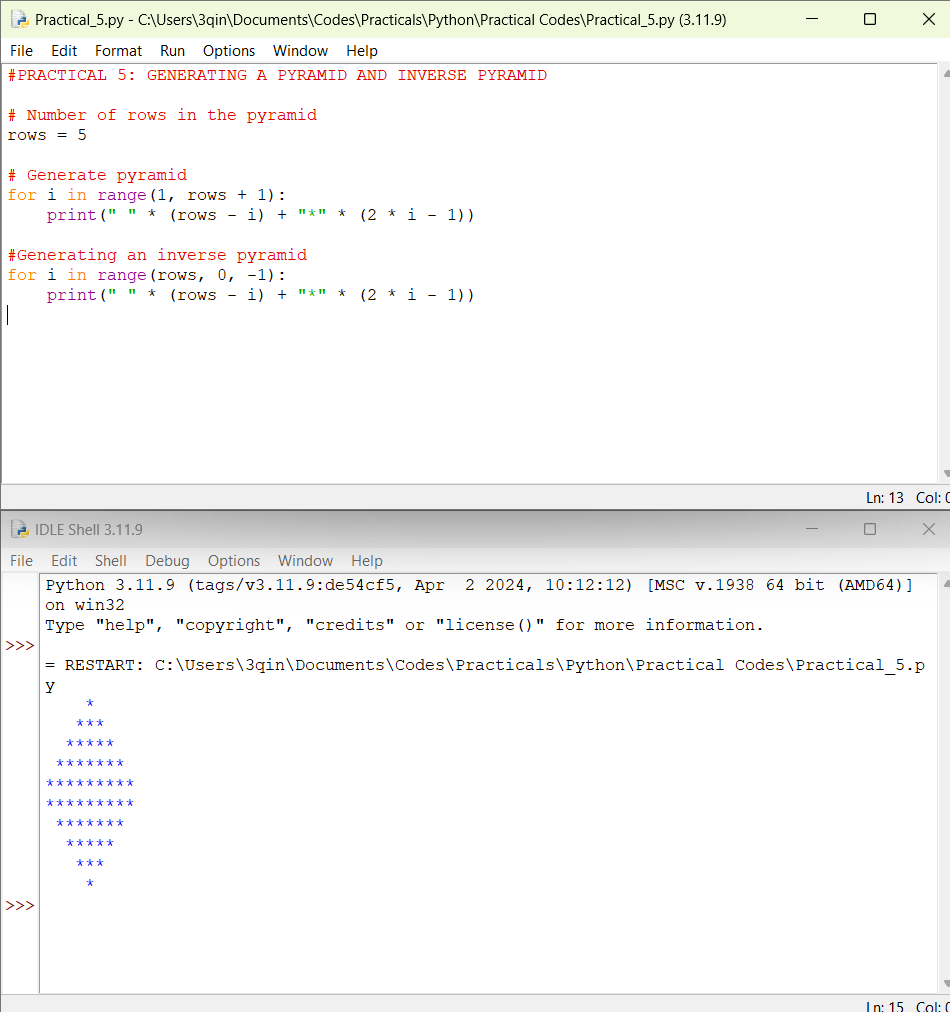 Practical_5.py - C:\Users\3qin\Documents\Codes\Practicals\Python\Practical Codes\Practical_5.py (3.11.9)
File Edit Format Run Options Window Help
#PRACTICAL 5: GENERATING A PYRAMID AND INVERSE PYRAMID

# Number of rows in the pyramid
rows = 5

# Generate pyramid
for i in range(1, rows + 1):
    print(" " * (rows - i) + "*" * (2 * i - 1))

#Generating an inverse pyramid
for i in range(rows, 0, -1):
    print(" " * (rows - i) + "*" * (2 * i - 1))
Ln: 13 Col: 0
IDLE Shell 3.11.9
File Edit Shell Debug Options Window Help
Python 3.11.9 (tags/v3.11.9:de54cf5, Apr  2 2024, 10:12:12) [MSC v.1938 64 bit (AMD64)]
on win32
Type "help", "copyright", "credits" or "license()" for more information.
>>>
= RESTART: C:\Users\3qin\Documents\Codes\Practicals\Python\Practical Codes\Practical_5.p
y
    *
   ***
  *****
 *******
*********
*********
 *******
  *****
   ***
    *
>>>
Ln: 15 Col: 0